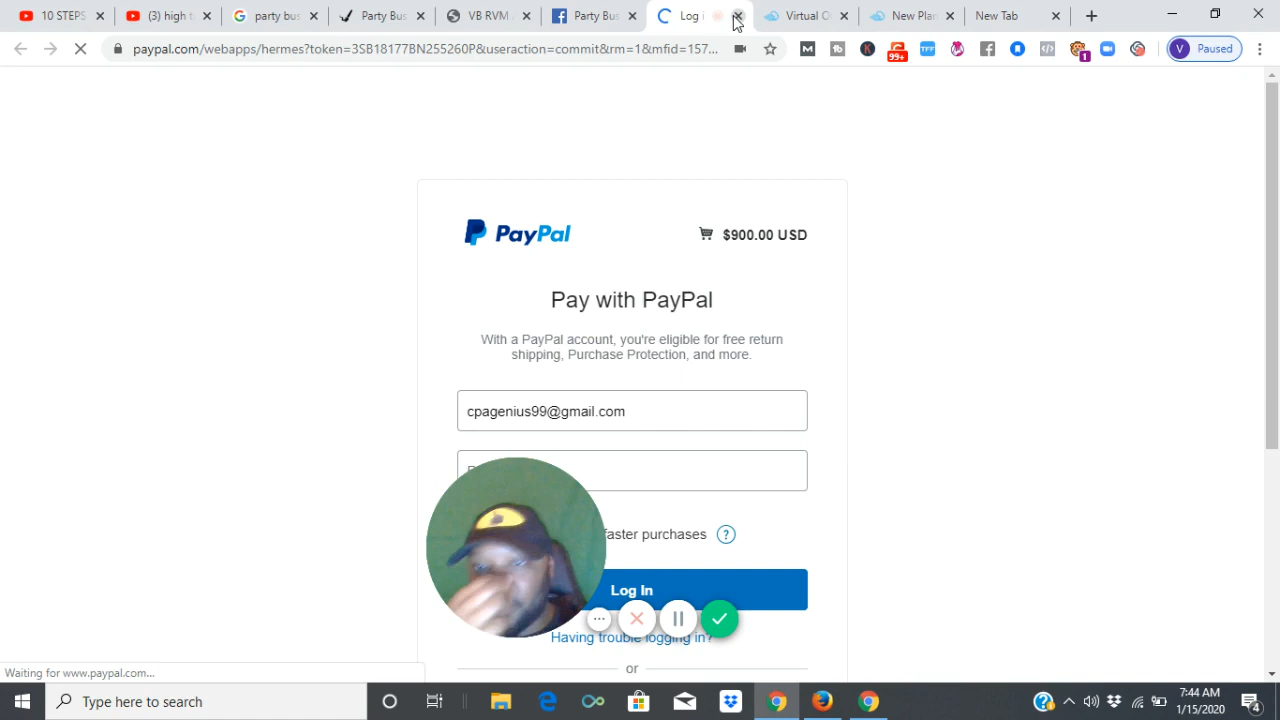 10 STEPS
(3) high t
party bus
Party Bus
VB RVM
Party Bus
Log i
Virtual O
New Plan
New Tab
paypal.com/webapps/hermes?token=3SB18177BN255260P&useraction=commit&rm=1&mfid=157...
99+
TFF
1
V
Paused
PayPal
$900.00 USD
Pay with PayPal
With a PayPal account, you're eligible for free return
shipping, Purchase Protection, and more.
cpagenius99@gmail.com
faster purchases
?
Log In
Having trouble logging in?
or
Waiting for www.paypal.com...
Type here to search
7:44 AM
1/15/2020
4